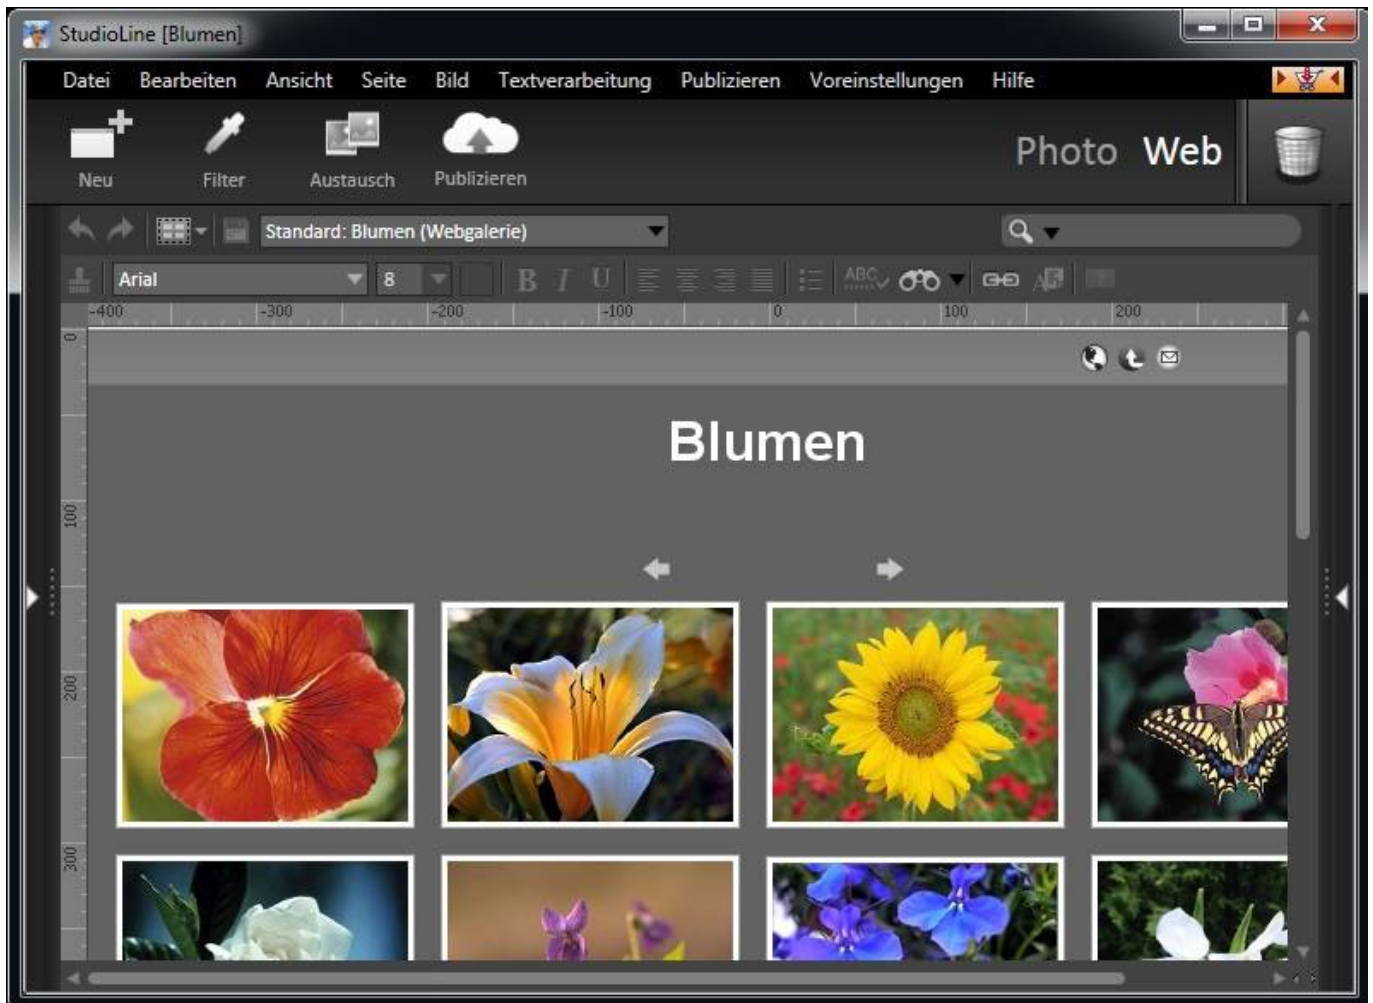 StudioLine [Blumen]
Datei Bearbeiten Ansicht Seite Bild Textverarbeitung Publizieren Voreinstellungen Hilfe
Neu Filter Austausch Publizieren Photo Web
Standard: Blumen (Webgalerie)
Arial 8 B I U ABC
-400 -300 -200 -100 0 100 200
0
Blumen
100
200
300